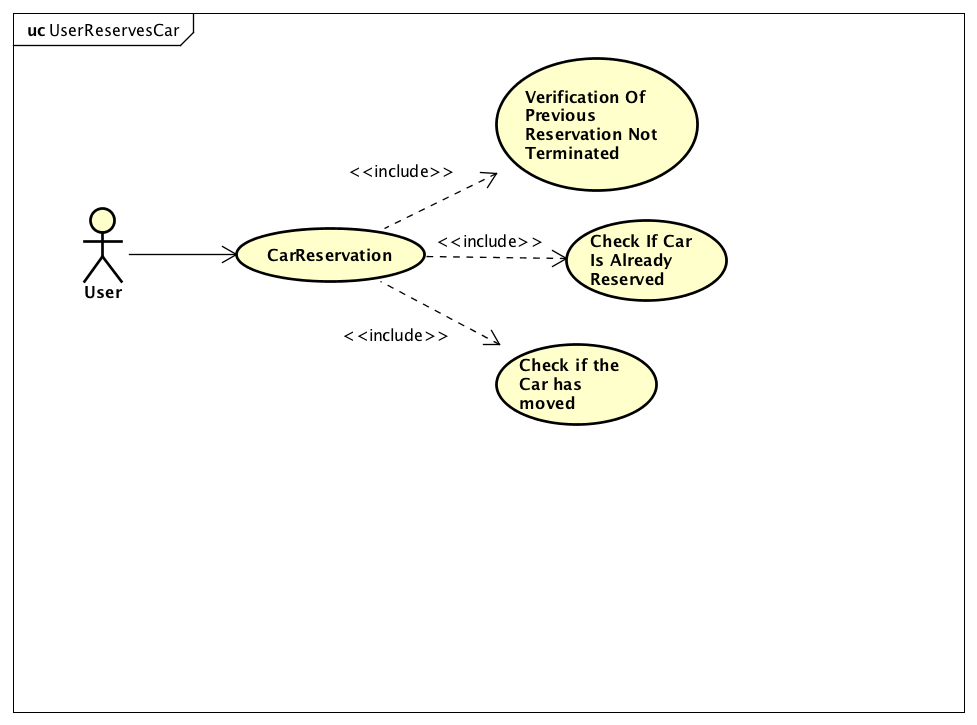 uc UserReservesCar
Verification Of
Previous
Reservation Not
Terminated
<<include>>
<<include>>
Check If Car
Is Already
Reserved
CarReservation
User
<<include>>
Check if the
Car has
moved